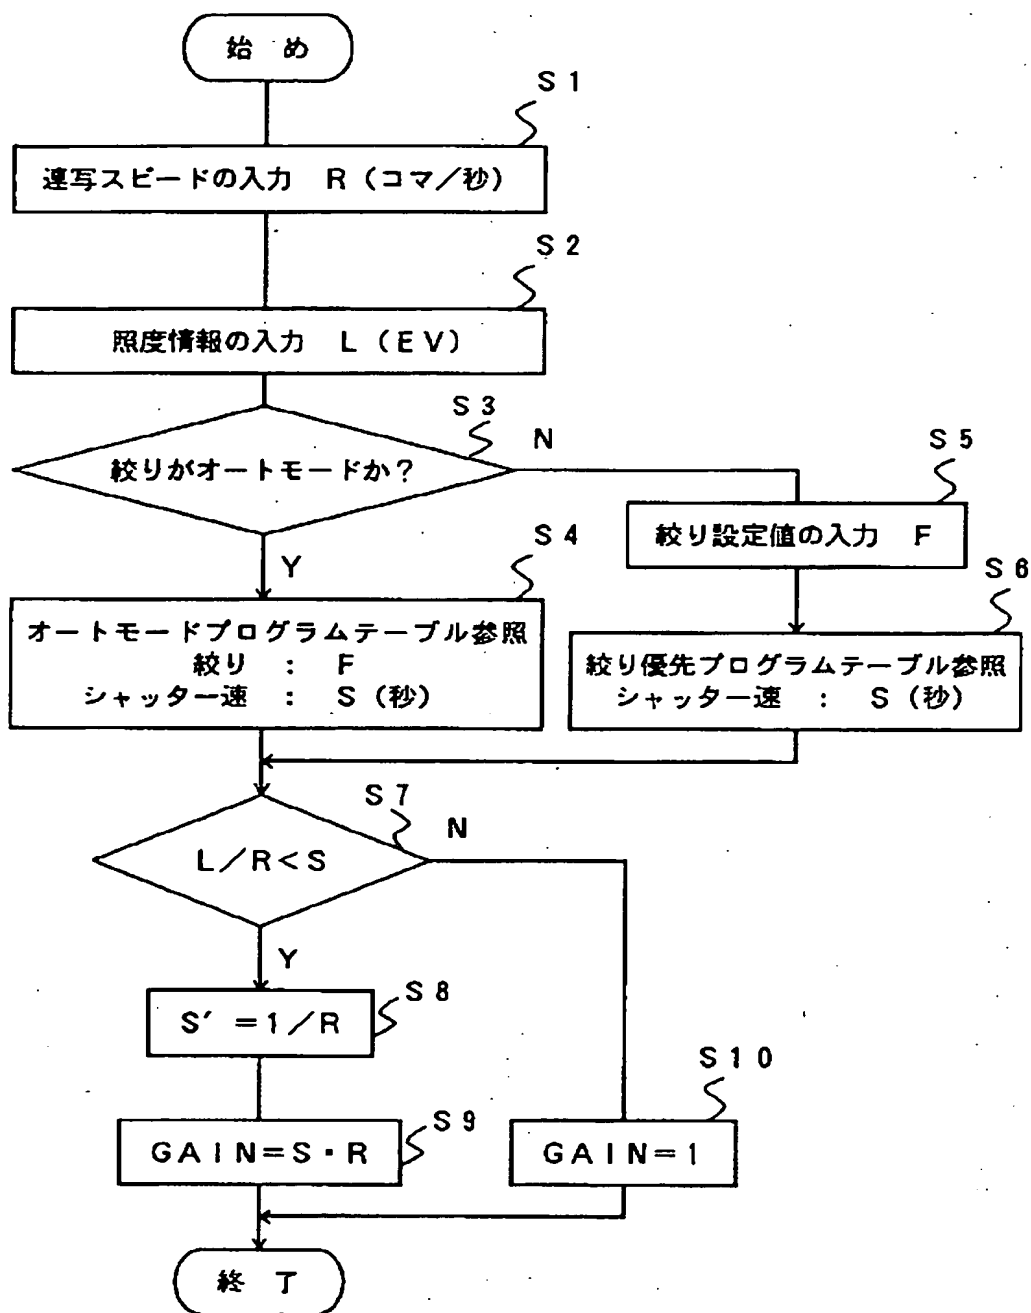 始 め
S1
連写スピードの入力 R(コマ/秒)
S2
照度情報の入力 L(EV)
S3
絞りがオートモードか?
N
Y
S4
オートモードプログラムテーブル参照
絞り : F
シャッター速 : S(秒)
S5
絞り設定値の入力 F
S6
絞り優先プログラムテーブル参照
シャッター速 : S(秒)
S7
L/R<S
N
Y
S8
S′=1/R
S9
GAIN=S・R
S10
GAIN=1
終 了